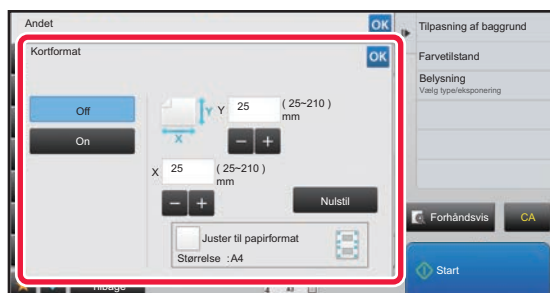 Andet
OK
Kortformat
OK
Off
On
Y
X
Y 25 ( 25~210 )
mm
X 25 ( 25~210 )
mm
Nulstil
Juster til papirformat
Størrelse :A4
Tilbage
Tilpasning af baggrund
Farvetilstand
Belysning
Vælg type/eksponering
Forhåndsvis
CA
Start